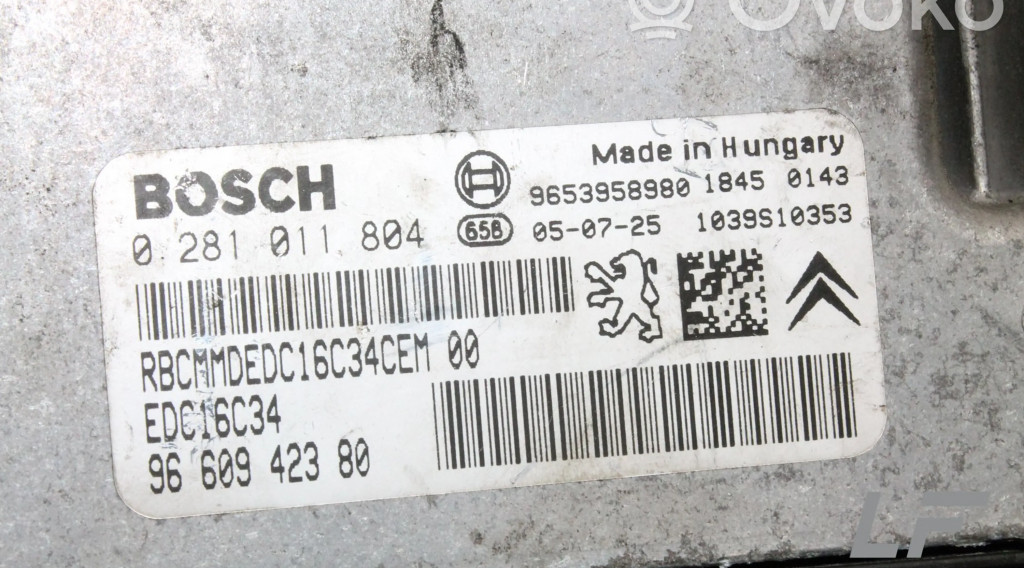 OVOKO
BOSCH
Made in Hungary
9653958980 1845 0143
0 281 011 804
658
05-07-25 1039S10353
RBCMMDEDC16C34CEM 00
EDC16C34
96 609 423 80
LF